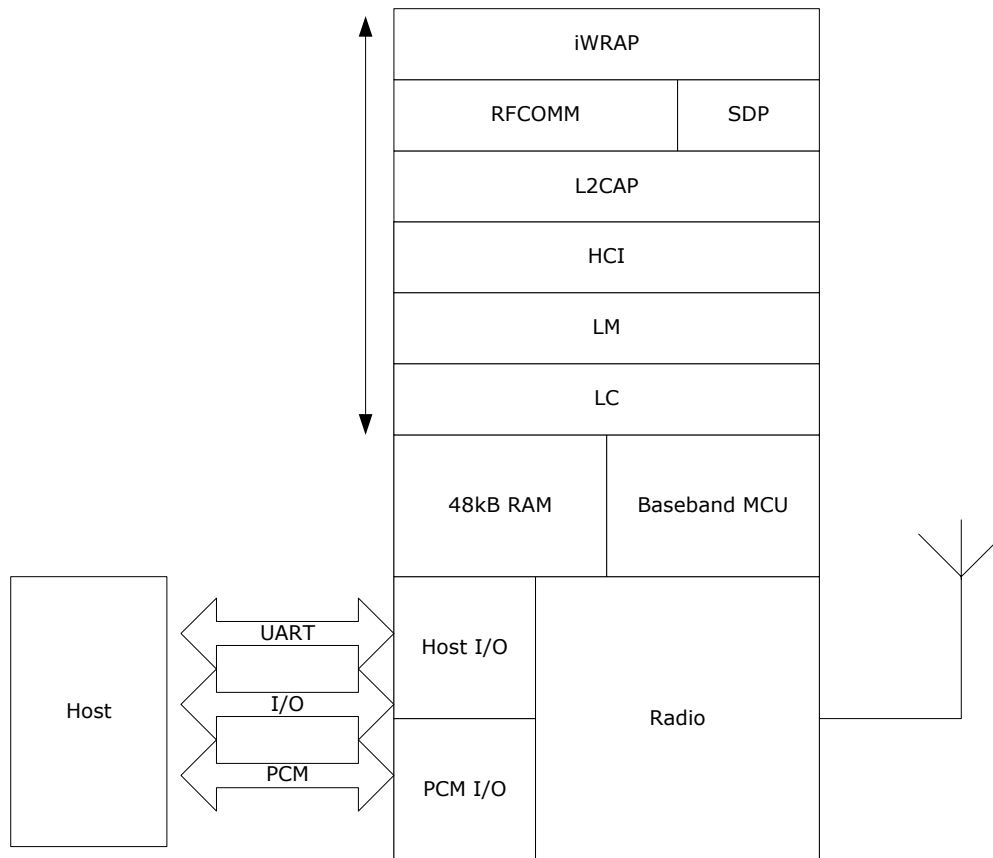 iWRAP
RFCOMM
SDP
L2CAP
HCI
LM
LC
48kB RAM
Baseband MCU
UART
Host I/O
I/O
Host
Radio
PCM
PCM I/O